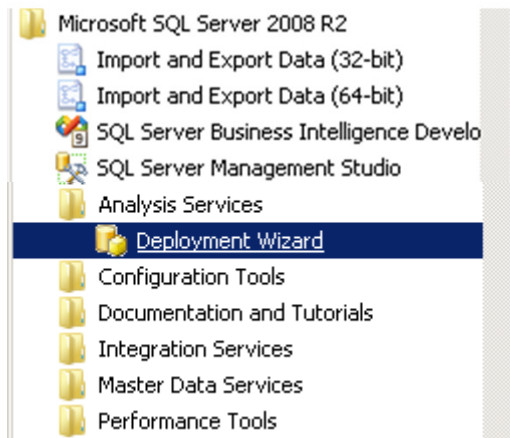 Microsoft SQL Server 2008 R2
Import and Export Data (32-bit)
Import and Export Data (64-bit)
SQL Server Business Intelligence Develo
SQL Server Management Studio
Analysis Services
Deployment Wizard
Configuration Tools
Documentation and Tutorials
Integration Services
Master Data Services
Performance Tools